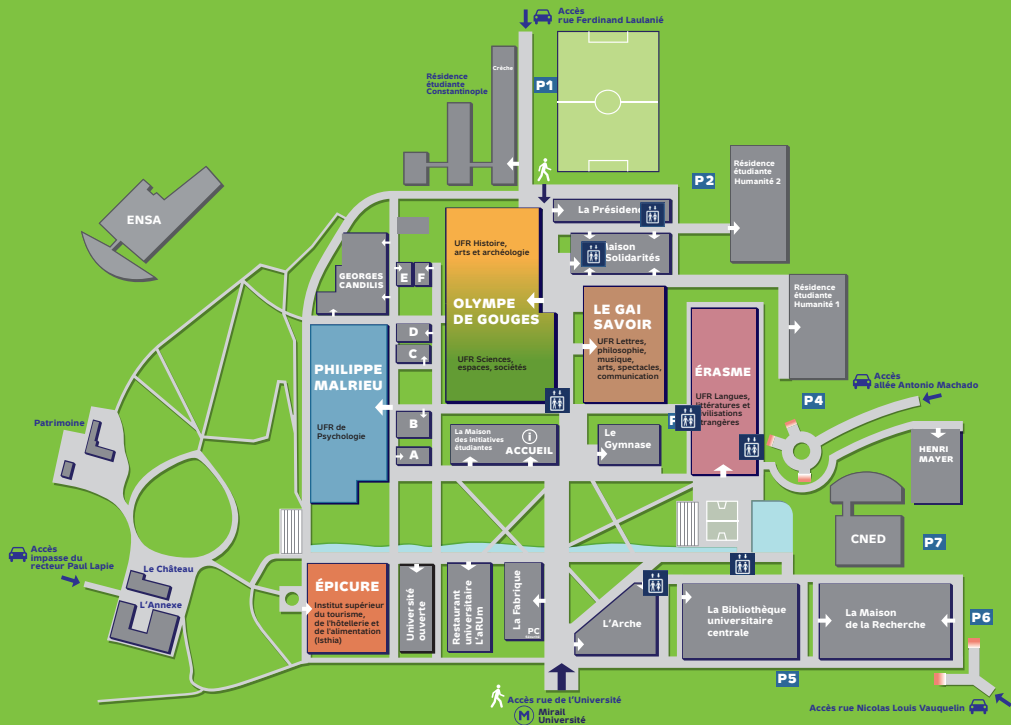 Accès
rue Ferdinand Laulanié
Crèche
Résidence
étudiante
Constantinople
P1
P2
Résidence
étudiante
Humanité 2
ENSA
La
UFR Histoire,
arts et archéologie
Solidarités
GEORGES
CANDILIS
E
F
Résidence
étudiante
Humanité 1
OLYMPE
DE GOUGES
LE GAI
SAVOIR
D
C
UFR Lettres,
philosophie,
musique,
arts, spectacles,
communication
PHILIPPE
MALRIEU
UFR Sciences,
espaces, sociétés
ÉRASME
Accès
allée Antonio Machado
UFR Langues,
et
P4
Patrimoine
UFR de
Psychologie
B
A
La Maison
des initiatives
étudiantes
i
ACCUEIL
Le
Gymnase
HENRI
MAYER
CNED
P7
Accès
impasse du
recteur Paul Lapie
Le Château
L'Annexe
ÉPICURE
Institut supérieur
du tourisme,
de l'hôtellerie et
de l'alimentation
(Isthia)
Université
ouverte
Restaurant
universitaire
L'aRUm
La Fabrique
PC
L'Arche
La Bibliothèque
universitaire
centrale
La Maison
de la Recherche
P6
P5
Accès rue de l'Université
M Mirail
Université
Accès rue Nicolas Louis Vauquelin